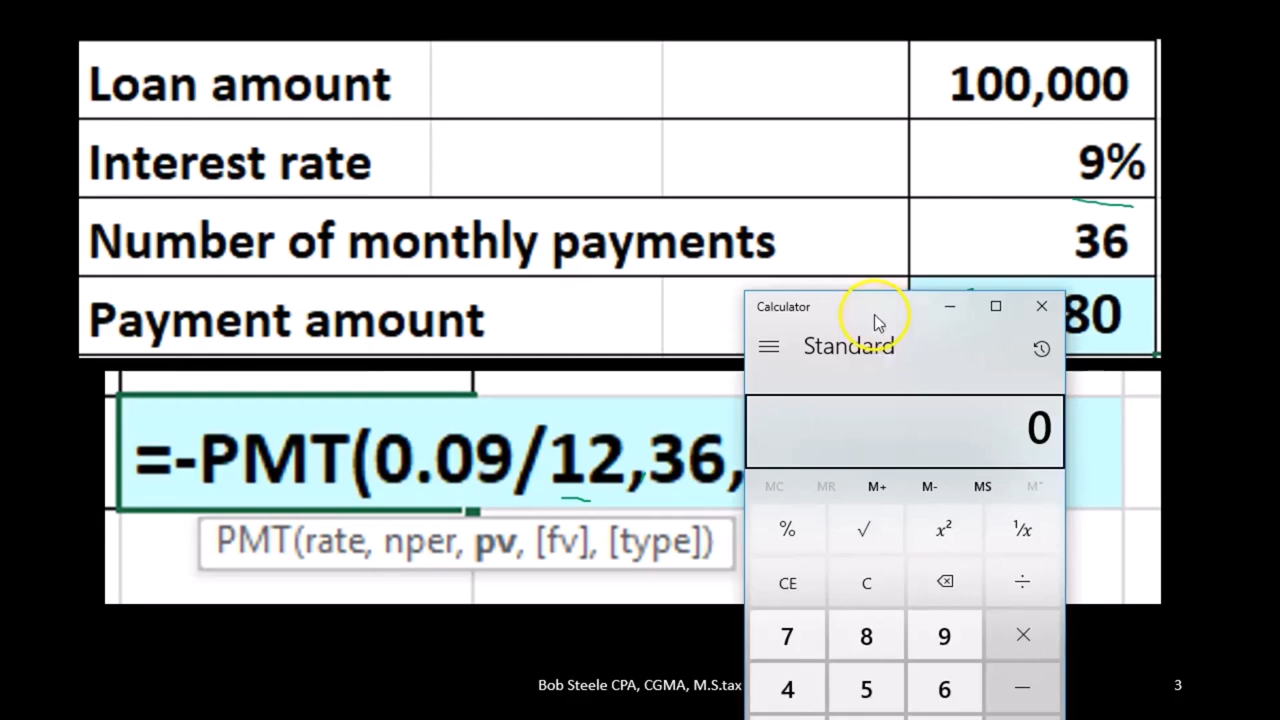 Loan amount 100,000
Interest rate 9%
Number of monthly payments 36
Payment amount 80
=-PMT(0.09/12,36,
PMT(rate, nper, pv, [fv], [type])
Calculator
Standard
0
MC MR M+ M- MS M˅
% √ x² ¹/x
CE C ⌫ ÷
7 8 9 ×
4 5 6 −
Bob Steele CPA, CGMA, M.S.tax
3